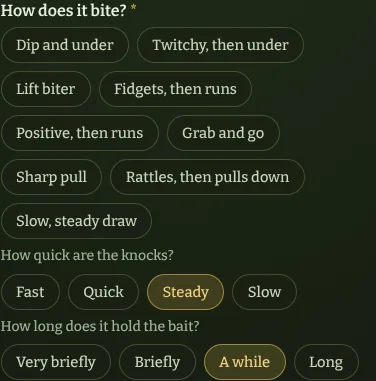 How does it bite? *
Dip and under Twitchy, then under
Lift biter Fidgets, then runs
Positive, then runs Grab and go
Sharp pull Rattles, then pulls down
Slow, steady draw
How quick are the knocks?
Fast Quick Steady Slow
How long does it hold the bait?
Very briefly Briefly A while Long